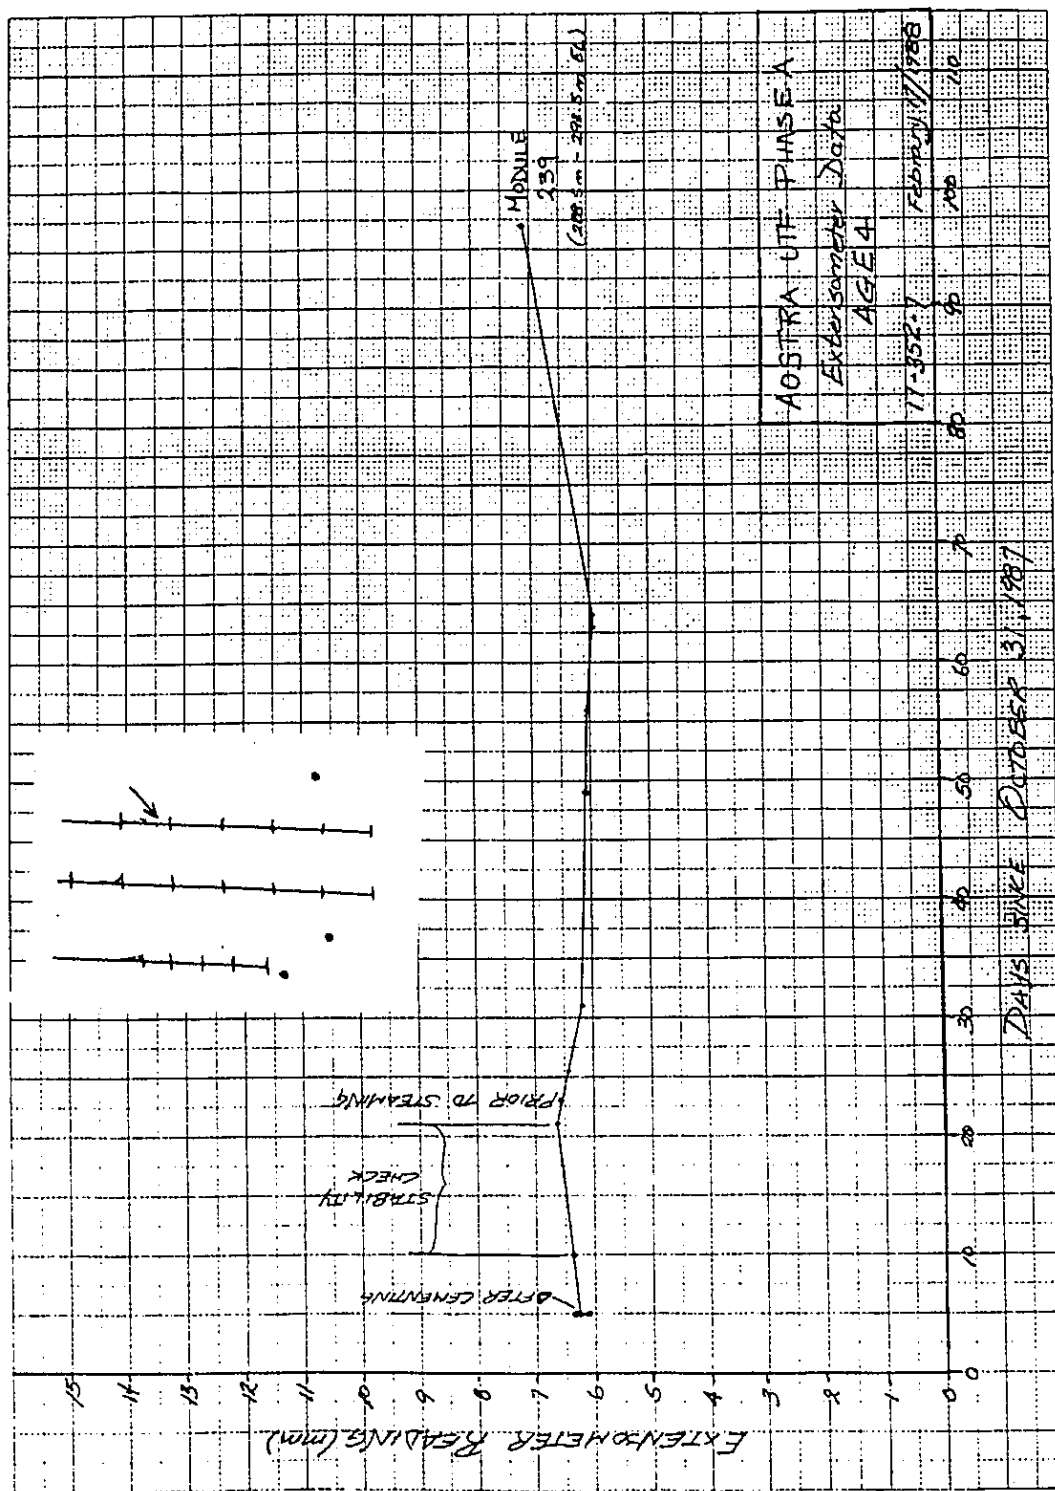 EXTENSOMETER READING (mm)
15
14
13
12
11
10
9
8
7
6
5
4
3
2
1
0
AFTER CEMENTING
STABILITY
CHECK
PRIOR TO STEAMING
MODULE
239
AOSTRA UTF PHASE A
Extensometer Data
AGE 4
February 17/1988
0
10
20
30
40
50
60
70
80
90
100
110
DAYS SINCE OCTOBER 31, 1987